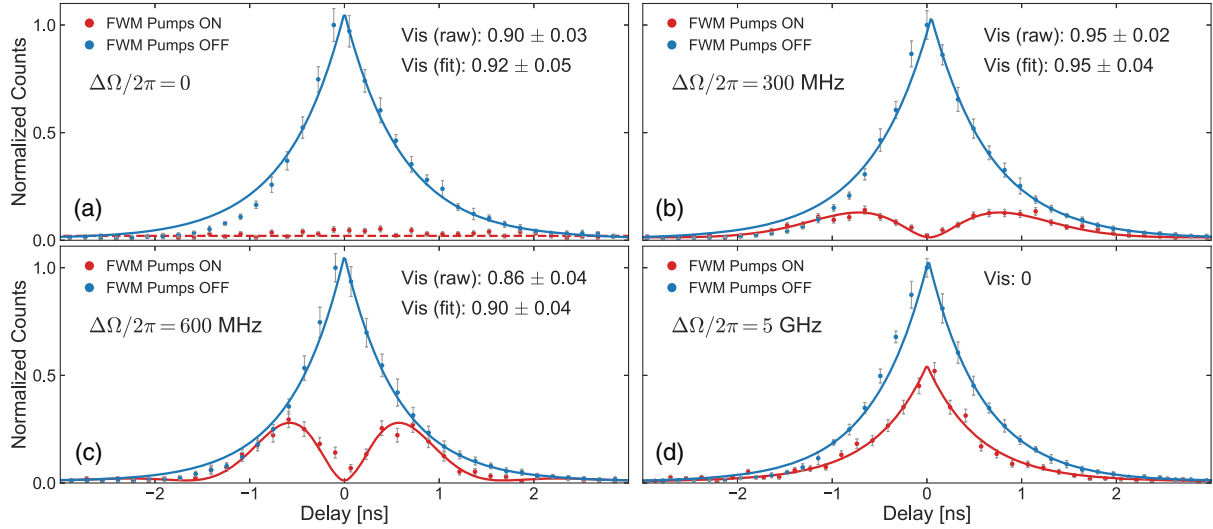 Normalized Counts
1.0
0.5
0.0
FWM Pumps ON
FWM Pumps OFF
ΔΩ/2π = 0
Vis (raw): 0.90 ± 0.03
Vis (fit): 0.92 ± 0.05
(a)
FWM Pumps ON
FWM Pumps OFF
ΔΩ/2π = 300 MHz
Vis (raw): 0.95 ± 0.02
Vis (fit): 0.95 ± 0.04
(b)
Normalized Counts
1.0
0.5
0.0
FWM Pumps ON
FWM Pumps OFF
ΔΩ/2π = 600 MHz
Vis (raw): 0.86 ± 0.04
Vis (fit): 0.90 ± 0.04
(c)
−2 −1 0 1 2
Delay [ns]
FWM Pumps ON
FWM Pumps OFF
ΔΩ/2π = 5 GHz
Vis: 0
(d)
−2 −1 0 1 2
Delay [ns]